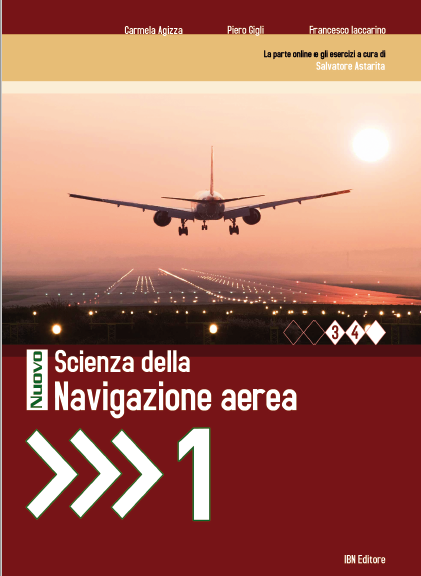 Carmela Agizza Piero Gigli Francesco Iaccarino
La parte online e gli esercizi a cura di
Salvatore Astarita
3 4
Nuovo
Scienza della
Navigazione aerea
1
IBN Editore